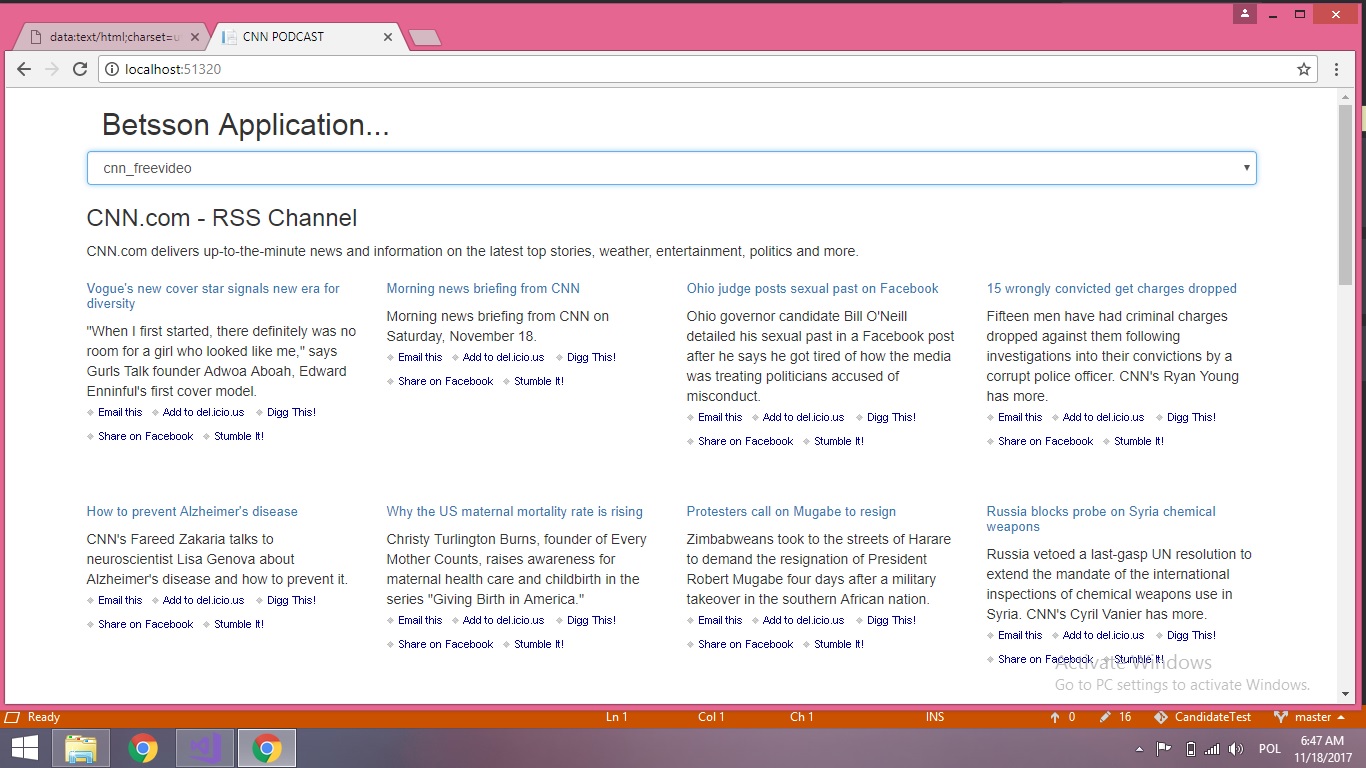 data:text/html;charset=u
CNN PODCAST
localhost:51320
Betsson Application...
cnn_freevideo
CNN.com - RSS Channel
CNN.com delivers up-to-the-minute news and information on the latest top stories, weather, entertainment, politics and more.
Vogue's new cover star signals new era for
diversity
"When I first started, there definitely was no
room for a girl who looked like me," says
Gurls Talk founder Adwoa Aboah, Edward
Enninful's first cover model.
Email this Add to del.icio.us Digg This!
Share on Facebook Stumble It!
Morning news briefing from CNN
Morning news briefing from CNN on
Saturday, November 18.
Email this Add to del.icio.us Digg This!
Share on Facebook Stumble It!
Ohio judge posts sexual past on Facebook
Ohio governor candidate Bill O'Neill
detailed his sexual past in a Facebook post
after he says he got tired of how the media
was treating politicians accused of
misconduct.
Email this Add to del.icio.us Digg This!
Share on Facebook Stumble It!
15 wrongly convicted get charges dropped
Fifteen men have had criminal charges
dropped against them following
investigations into their convictions by a
corrupt police officer. CNN's Ryan Young
has more.
Email this Add to del.icio.us Digg This!
Share on Facebook Stumble It!
How to prevent Alzheimer's disease
CNN's Fareed Zakaria talks to
neuroscientist Lisa Genova about
Alzheimer's disease and how to prevent it.
Email this Add to del.icio.us Digg This!
Share on Facebook Stumble It!
Why the US maternal mortality rate is rising
Christy Turlington Burns, founder of Every
Mother Counts, raises awareness for
maternal health care and childbirth in the
series "Giving Birth in America."
Email this Add to del.icio.us Digg This!
Share on Facebook Stumble It!
Protesters call on Mugabe to resign
Zimbabweans took to the streets of Harare
to demand the resignation of President
Robert Mugabe four days after a military
takeover in the southern African nation.
Email this Add to del.icio.us Digg This!
Share on Facebook Stumble It!
Russia blocks probe on Syria chemical
weapons
Russia vetoed a last-gasp UN resolution to
extend the mandate of the international
inspections of chemical weapons use in
Syria. CNN's Cyril Vanier has more.
Email this Add to del.icio.us Digg This!
Share on Facebook Stumble It!
Activate Windows
Go to PC settings to activate Windows.
Ready Ln 1 Col 1 Ch 1 INS 0 16 CandidateTest master
POL
6:47 AM
11/18/2017